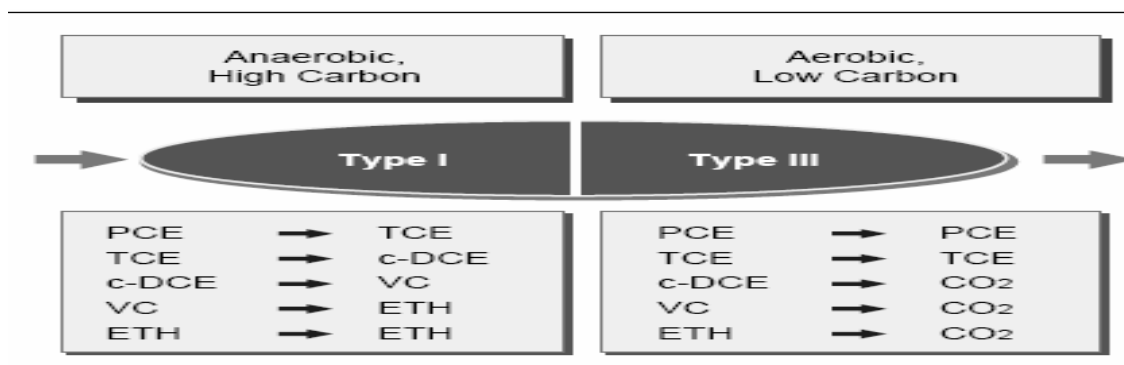 Anaerobic,
High Carbon
Aerobic,
Low Carbon
Type I
Type III
PCE → TCE
TCE → c-DCE
c-DCE → VC
VC → ETH
ETH → ETH
PCE → PCE
TCE → TCE
c-DCE → CO2
VC → CO2
ETH → CO2